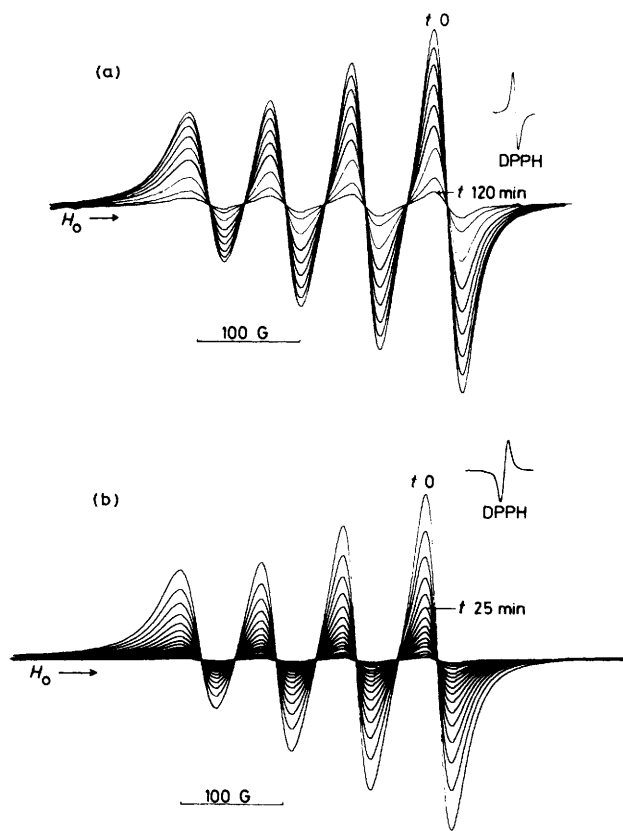 (a)
t 0
DPPH
t 120 min
H₀ →
100 G
(b)
t 0
DPPH
t 25 min
H₀ →
100 G